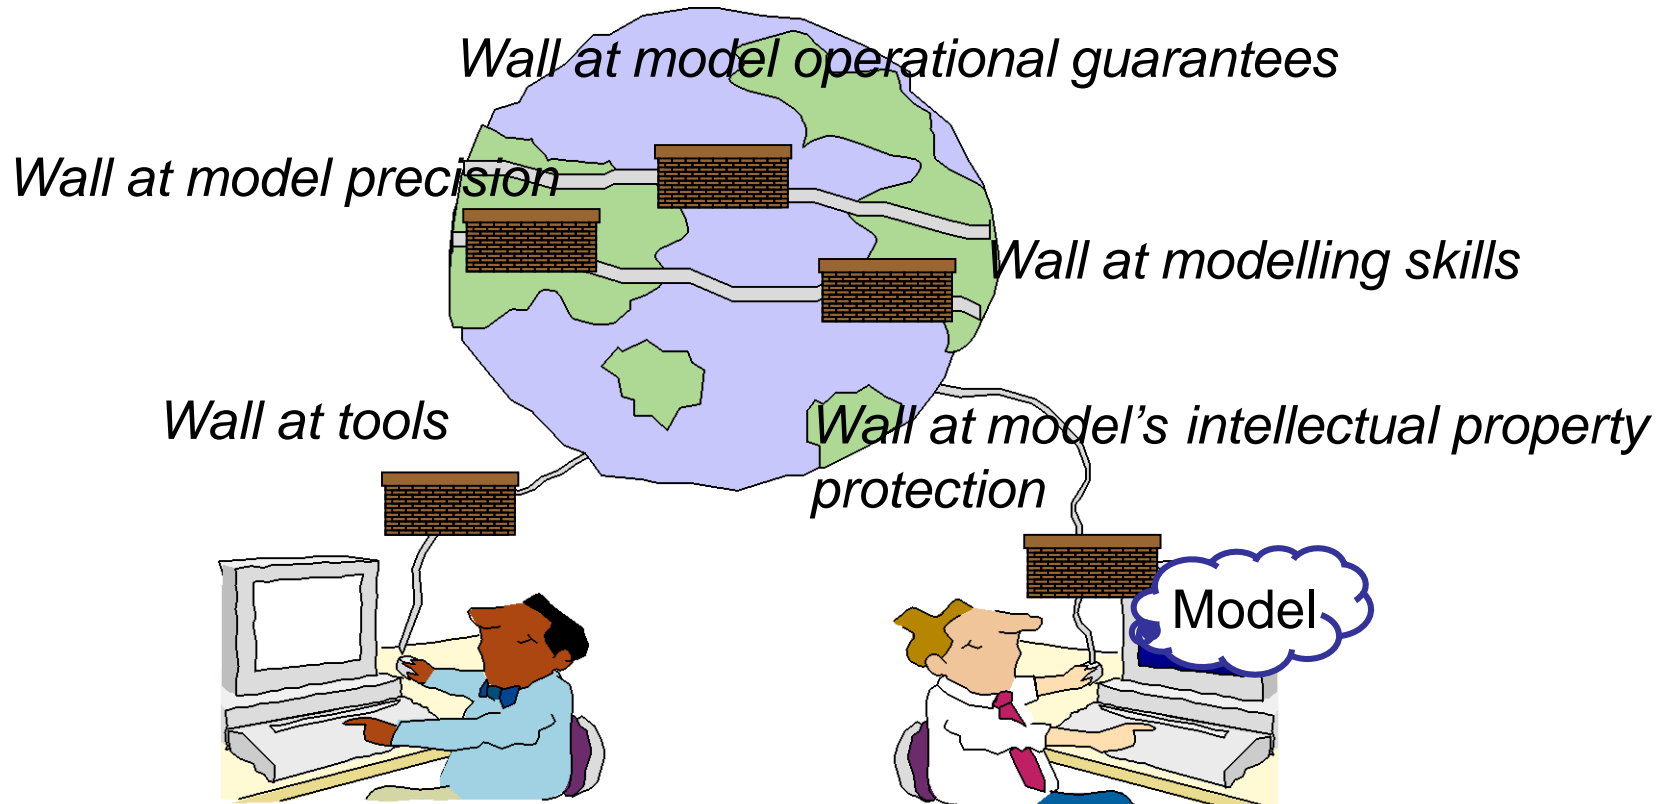 Wall at model operational guarantees
Wall at model precision
Wall at modelling skills
Wall at tools
Wall at model’s intellectual property
protection
Model